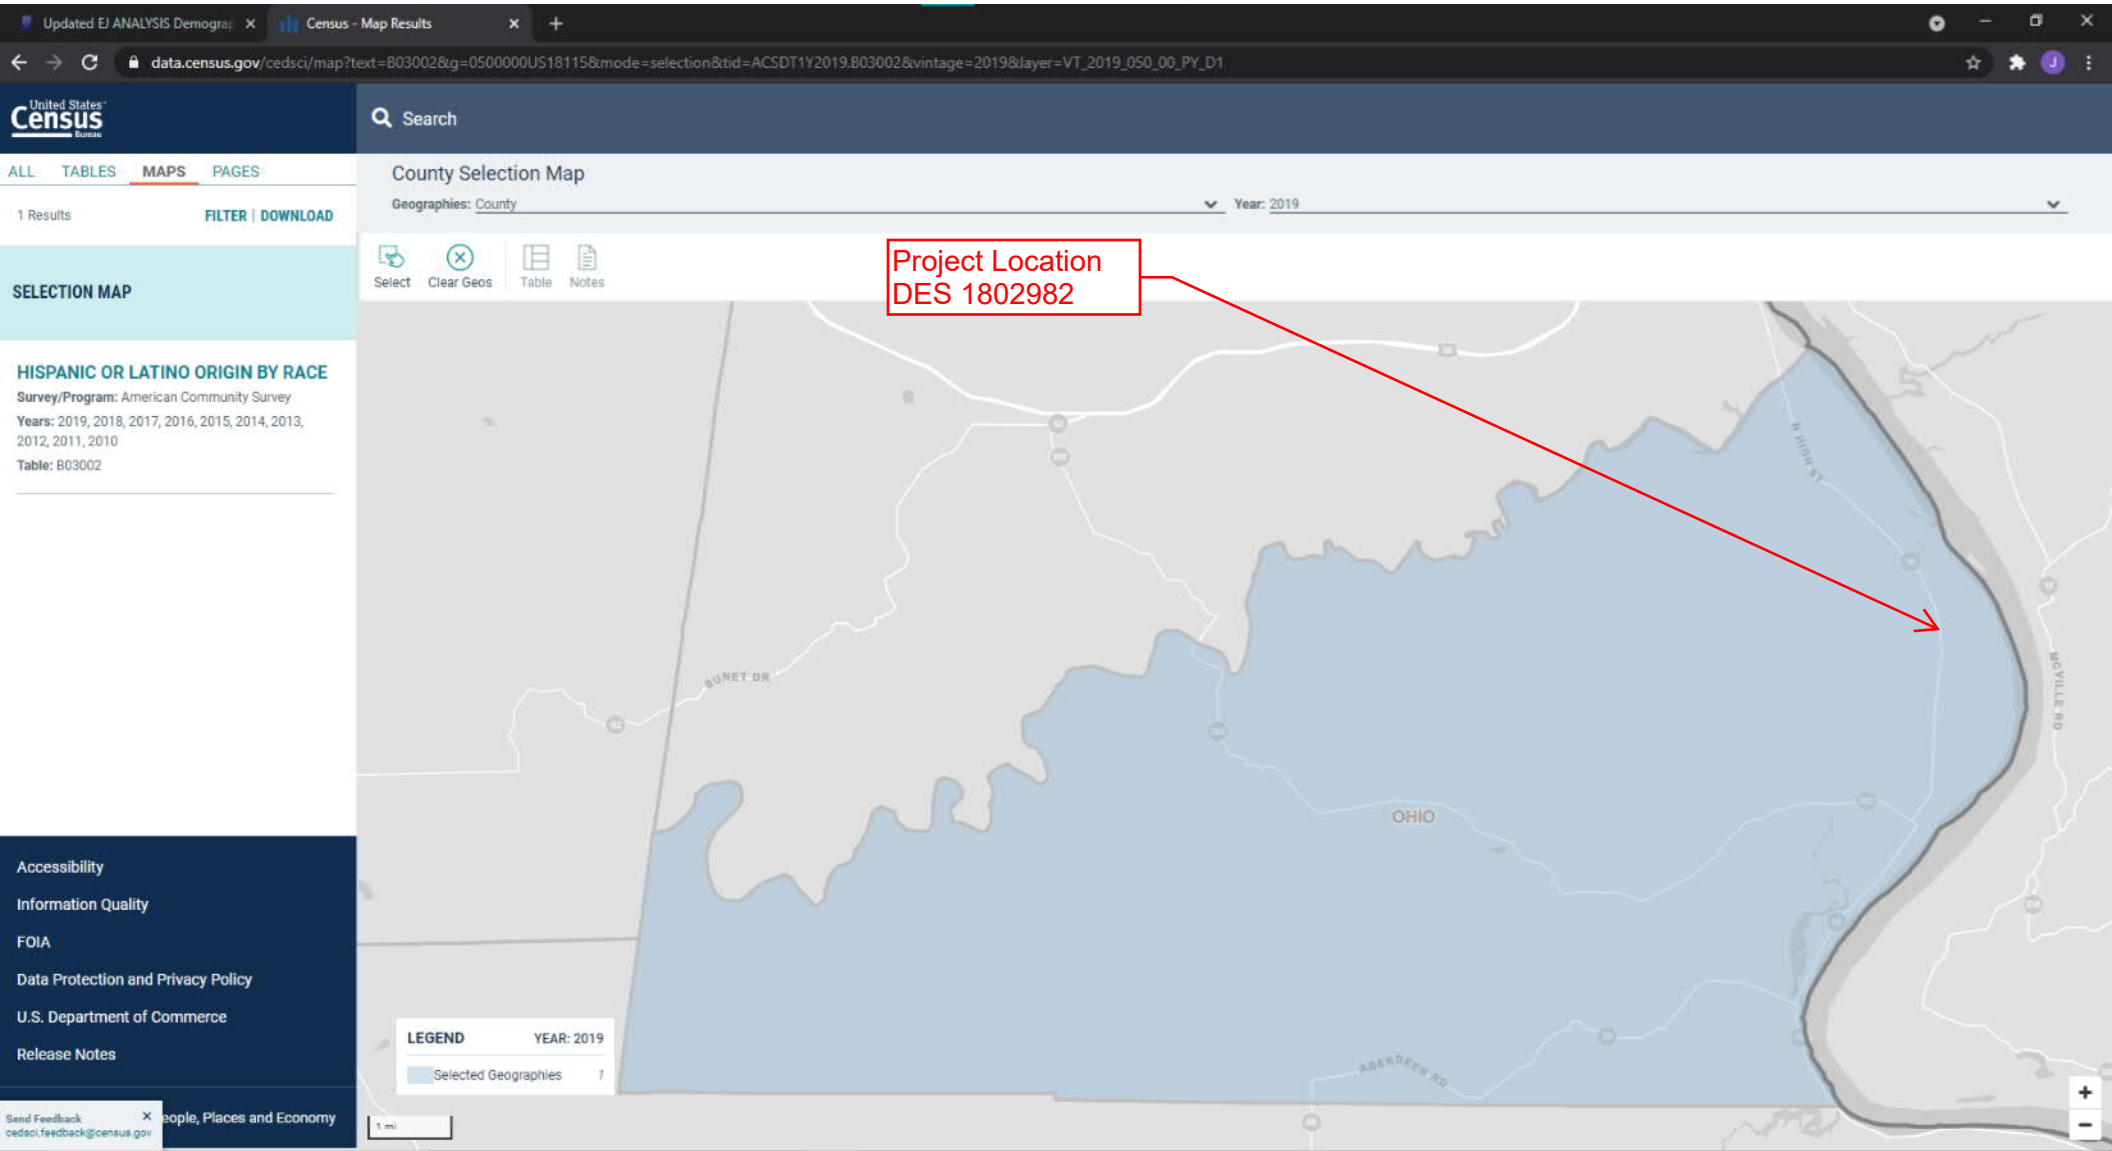 Updated EJ ANALYSIS Demograp
Census - Map Results
data.census.gov/cedsci/map?text=B03002&g=0500000US18115&mode=selection&tid=ACSDT1Y2019.B03002&vintage=2019&layer=VT_2019_050_00_PY_D1
J
United States
Census
Bureau
Search
ALL TABLES MAPS PAGES
1 Results FILTER | DOWNLOAD
SELECTION MAP
HISPANIC OR LATINO ORIGIN BY RACE
Survey/Program: American Community Survey
Years: 2019, 2018, 2017, 2016, 2015, 2014, 2013,
2012, 2011, 2010
Table: B03002
Accessibility
Information Quality
FOIA
Data Protection and Privacy Policy
U.S. Department of Commerce
Release Notes
eople, Places and Economy
Send Feedback
cedsci.feedback@census.gov
County Selection Map
Geographies: County
Year: 2019
Select Clear Geos Table Notes
Project Location
DES 1802982
N HIGH ST
MCVILLE RD
SUNET DR
OHIO
ABERDEEN RD
LEGEND YEAR: 2019
Selected Geographies 1
1 mi
+
−